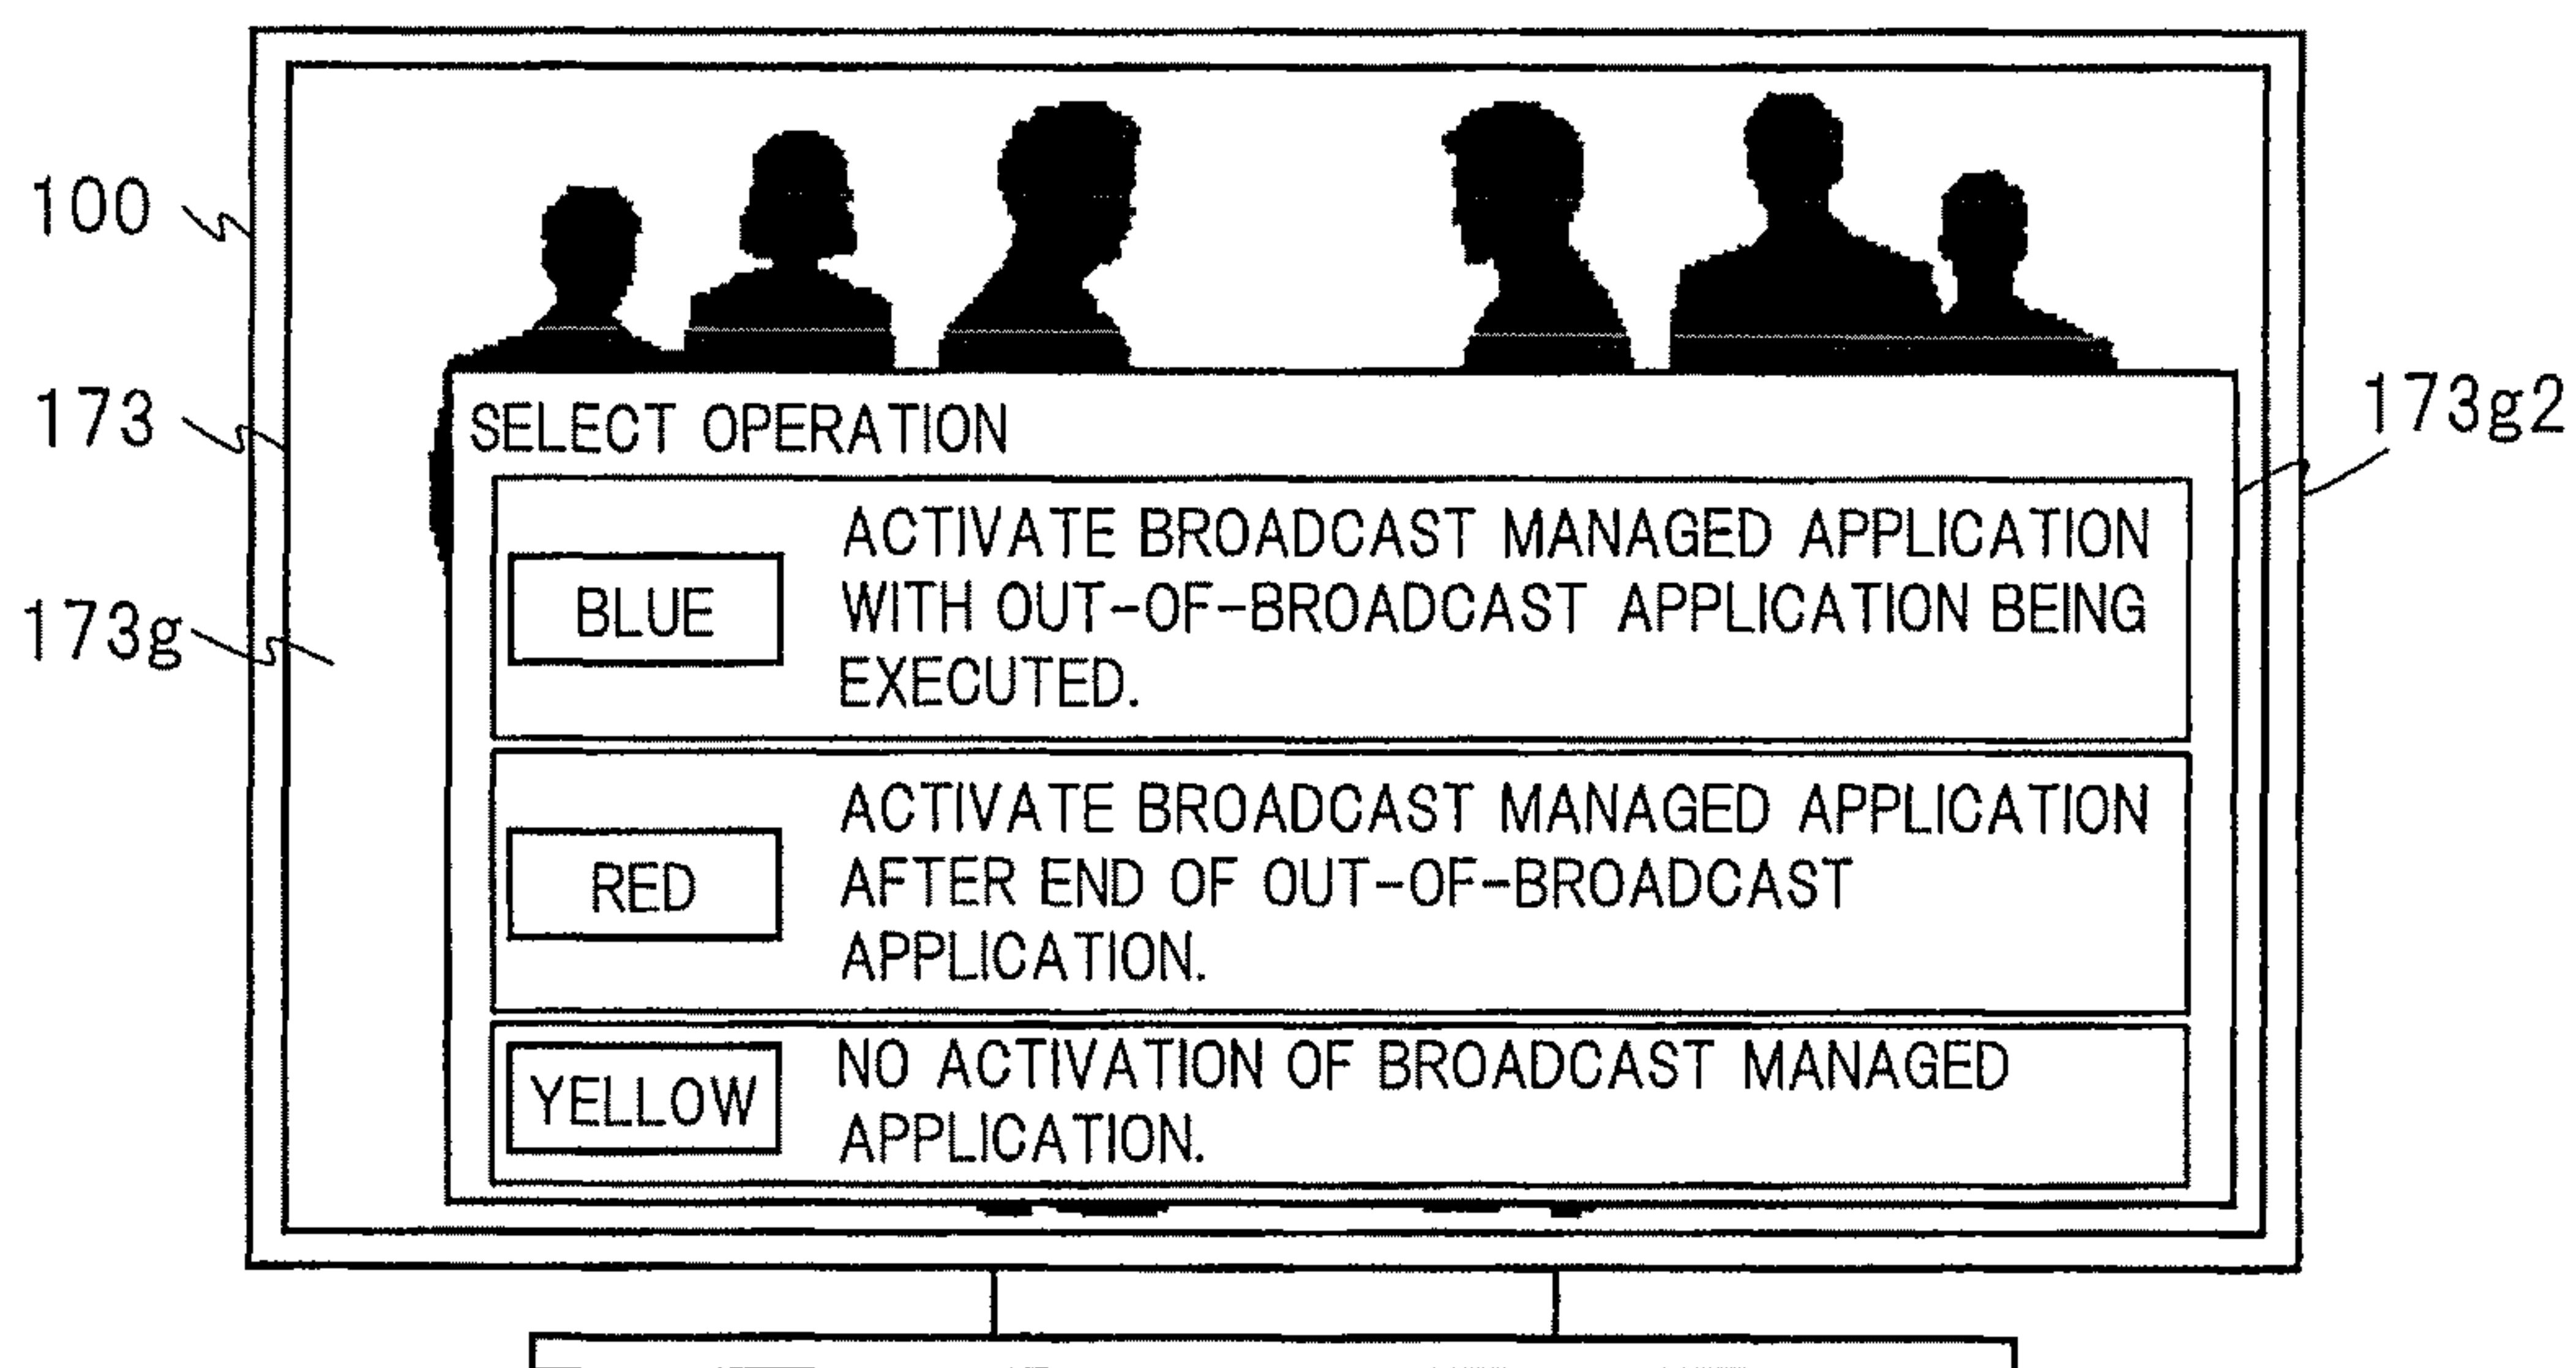 100
173
173g
173g2
SELECT OPERATION
BLUE
ACTIVATE BROADCAST MANAGED APPLICATION
WITH OUT-OF-BROADCAST APPLICATION BEING
EXECUTED.
RED
ACTIVATE BROADCAST MANAGED APPLICATION
AFTER END OF OUT-OF-BROADCAST
APPLICATION.
YELLOW
NO ACTIVATION OF BROADCAST MANAGED
APPLICATION.